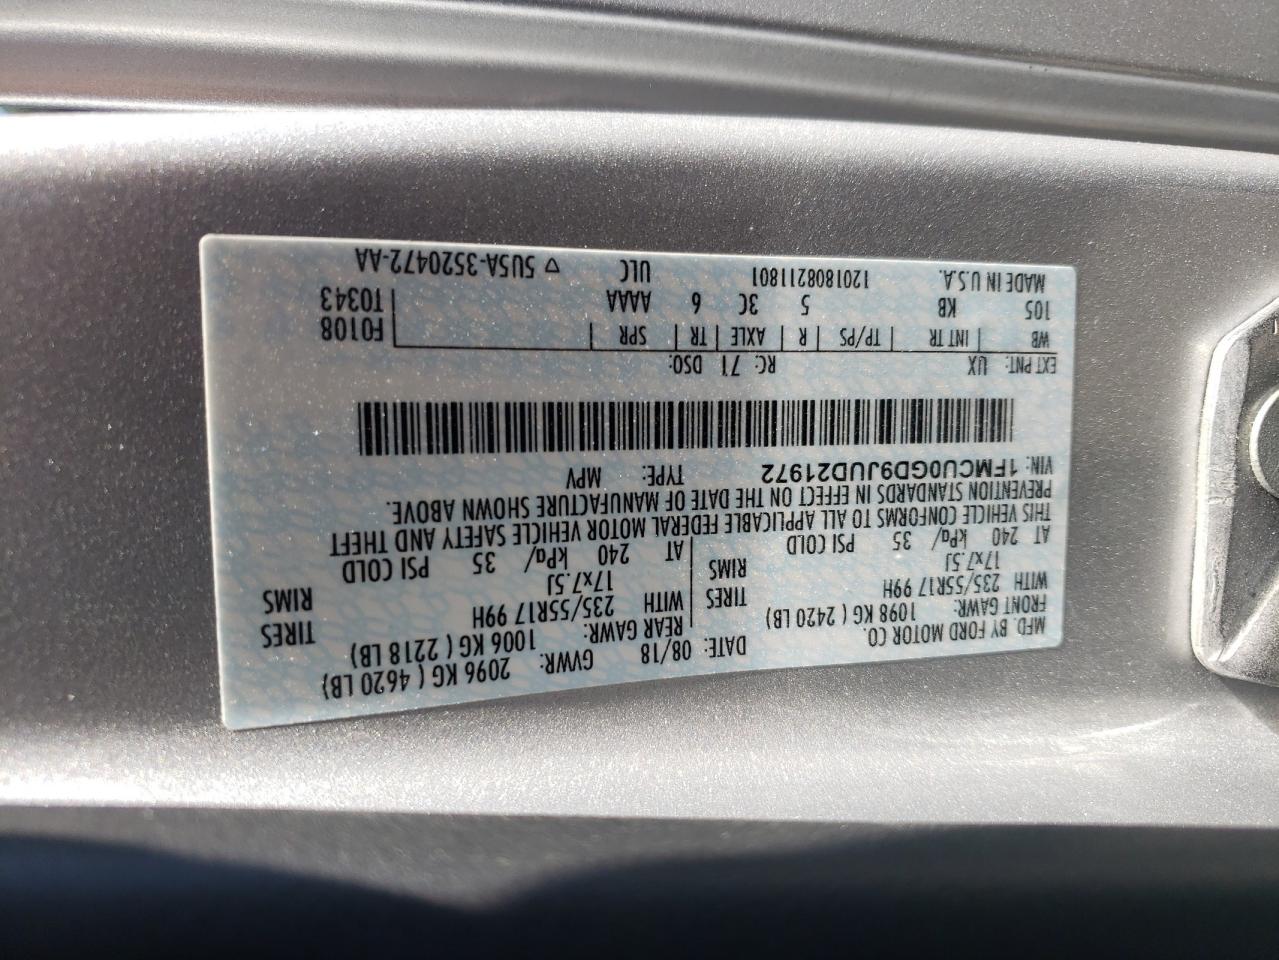 MFD. BY FORD MOTOR CO.
DATE: 08/18 GVWR: 2096 KG ( 4620 LB)
FRONT GAWR: 1098 KG ( 2420 LB) REAR GAWR: 1006 KG ( 2218 LB)
WITH 235/55R17 99H TIRES WITH 235/55R17 99H TIRES
17x7.5J RIMS 17x7.5J RIMS
AT 240 kPa/ 35 PSI COLD AT 240 kPa/ 35 PSI COLD
THIS VEHICLE CONFORMS TO ALL APPLICABLE FEDERAL MOTOR VEHICLE SAFETY AND THEFT
PREVENTION STANDARDS IN EFFECT ON THE DATE OF MANUFACTURE SHOWN ABOVE.
VIN: 1FMCU0GD9JUD21972 TYPE: MPV
EXT PNT: UX RC: 71 DSO: F0108
WB INT TR TP/PS R AXLE TR SPR T0343
105 KB 5 3C 6 AAAA
MADE IN U.S.A. 1201808211801 ULC ▽ 5U5A-3520472-AA